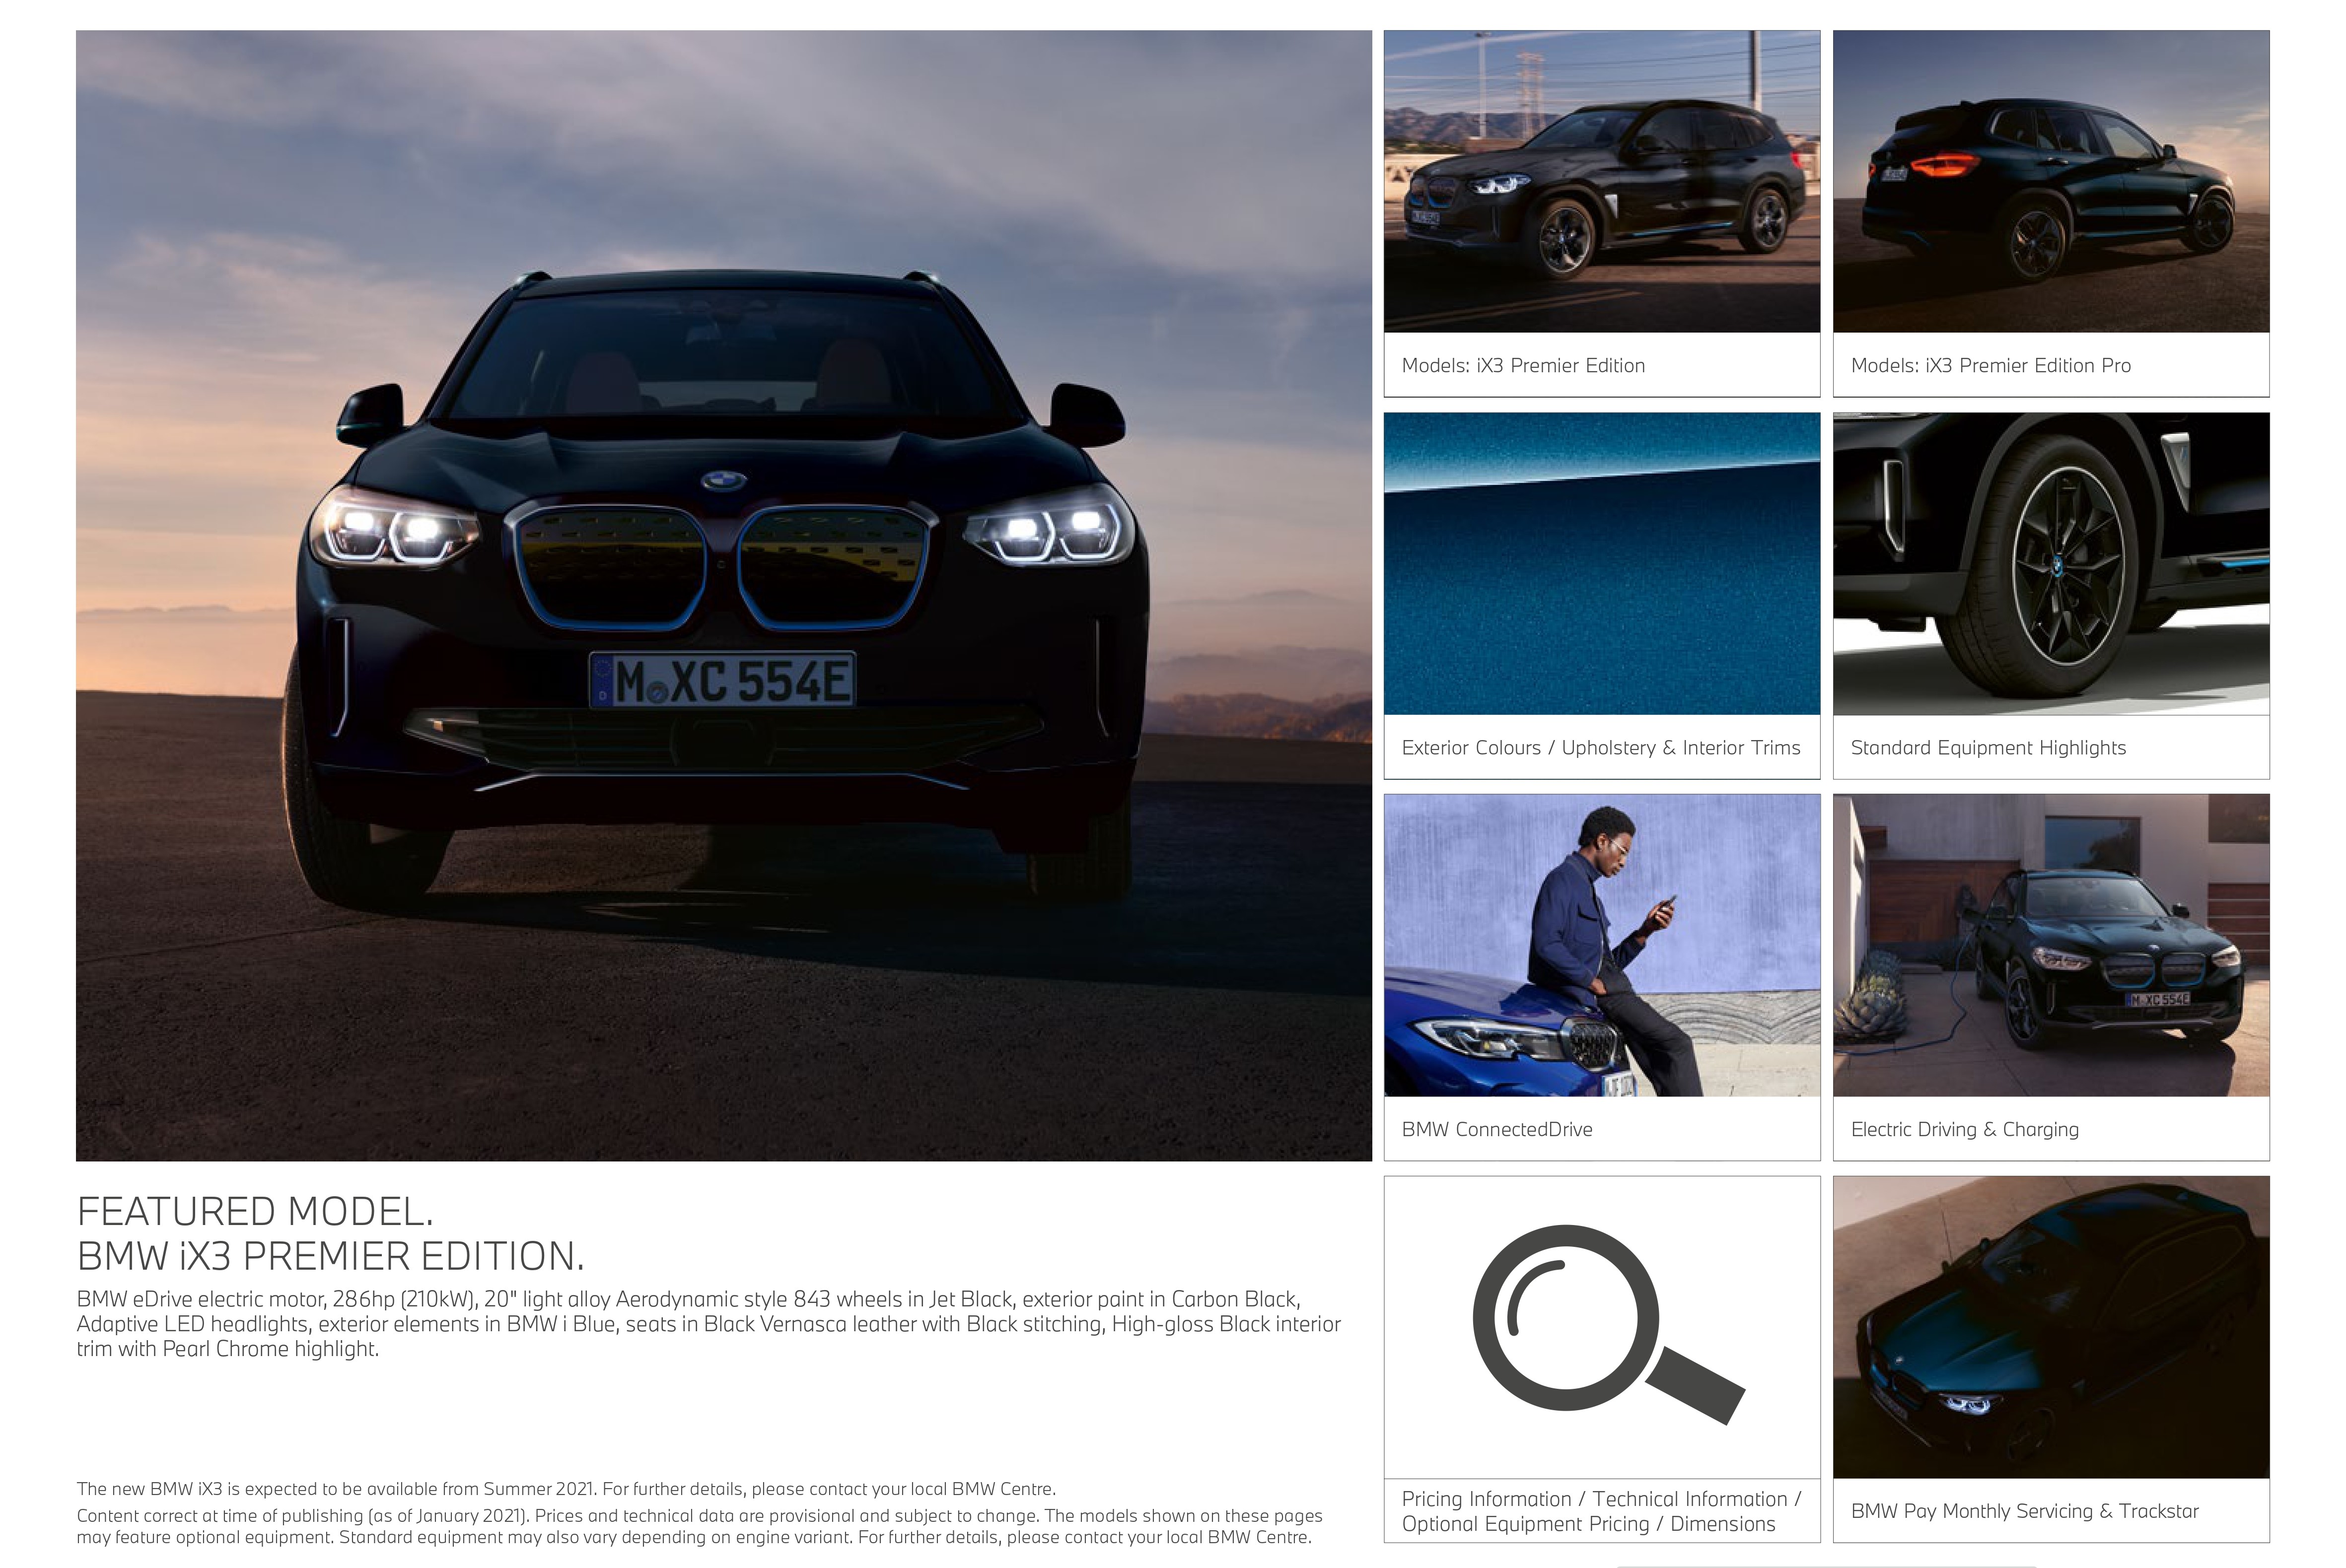 M XC 554E
D
Models: iX3 Premier Edition
Models: iX3 Premier Edition Pro
Exterior Colours / Upholstery & Interior Trims
Standard Equipment Highlights
BMW ConnectedDrive
M XC 554E
Electric Driving & Charging
Pricing Information / Technical Information /
Optional Equipment Pricing / Dimensions
BMW Pay Monthly Servicing & Trackstar
FEATURED MODEL.
BMW iX3 PREMIER EDITION.
BMW eDrive electric motor, 286hp (210kW), 20" light alloy Aerodynamic style 843 wheels in Jet Black, exterior paint in Carbon Black,
Adaptive LED headlights, exterior elements in BMW i Blue, seats in Black Vernasca leather with Black stitching, High-gloss Black interior
trim with Pearl Chrome highlight.
The new BMW iX3 is expected to be available from Summer 2021. For further details, please contact your local BMW Centre.
Content correct at time of publishing (as of January 2021). Prices and technical data are provisional and subject to change. The models shown on these pages
may feature optional equipment. Standard equipment may also vary depending on engine variant. For further details, please contact your local BMW Centre.